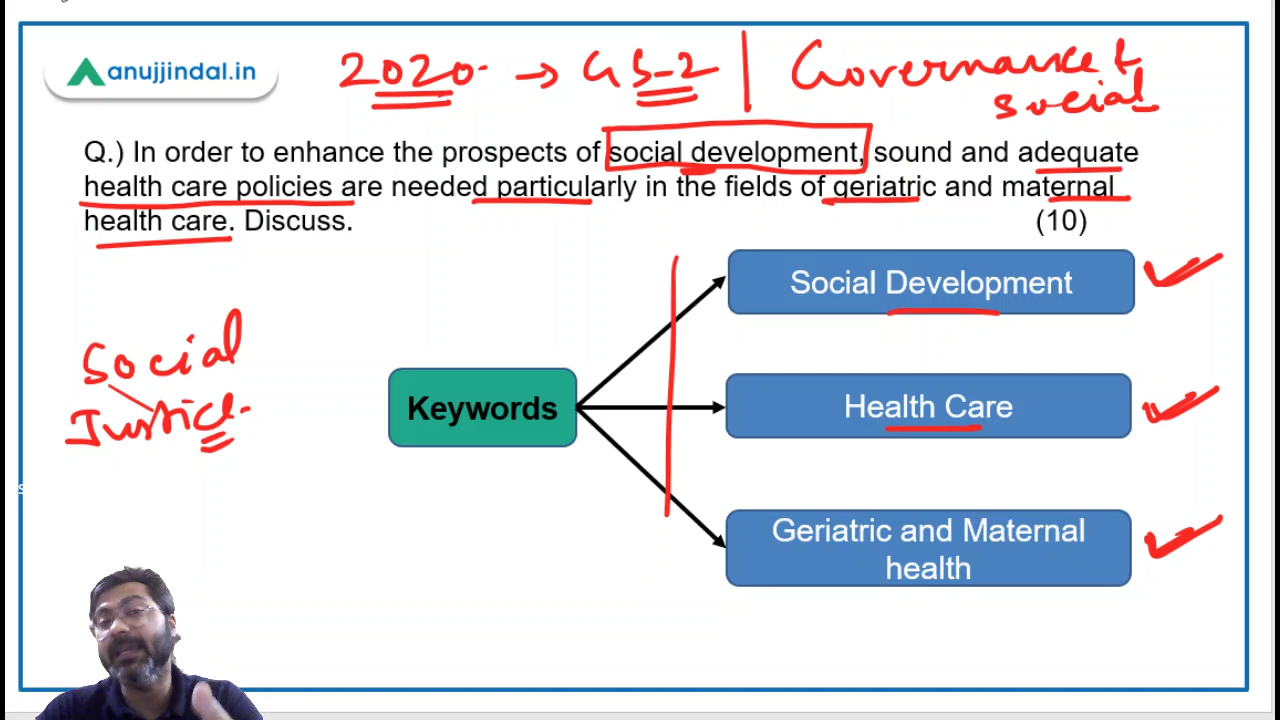 anujjindal.in
2020 → GS-2 | Governance & social
Q.) In order to enhance the prospects of social development, sound and adequate
health care policies are needed particularly in the fields of geriatric and maternal
health care. Discuss. (10)
Social Development
Social
Justice
Keywords
Health Care
Geriatric and Maternal
health